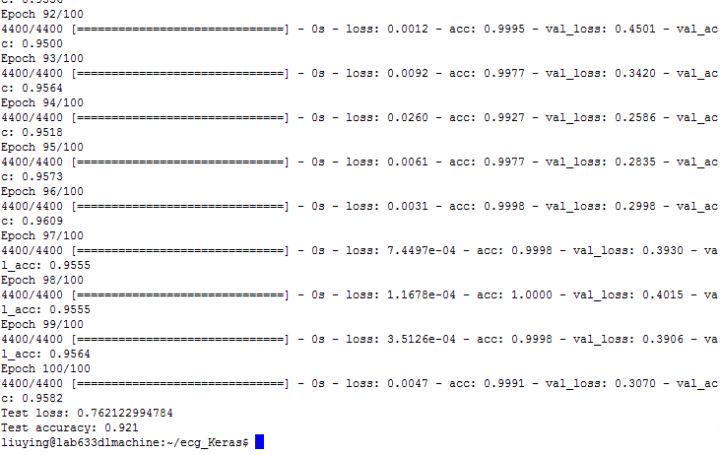 c: 0.9536
Epoch 92/100
4400/4400 [==============================] - 0s - loss: 0.0012 - acc: 0.9995 - val_loss: 0.4501 - val_ac
c: 0.9500
Epoch 93/100
4400/4400 [==============================] - 0s - loss: 0.0092 - acc: 0.9977 - val_loss: 0.3420 - val_ac
c: 0.9564
Epoch 94/100
4400/4400 [==============================] - 0s - loss: 0.0260 - acc: 0.9927 - val_loss: 0.2586 - val_ac
c: 0.9518
Epoch 95/100
4400/4400 [==============================] - 0s - loss: 0.0061 - acc: 0.9977 - val_loss: 0.2835 - val_ac
c: 0.9573
Epoch 96/100
4400/4400 [==============================] - 0s - loss: 0.0031 - acc: 0.9998 - val_loss: 0.2998 - val_ac
c: 0.9609
Epoch 97/100
4400/4400 [==============================] - 0s - loss: 7.4497e-04 - acc: 0.9998 - val_loss: 0.3930 - va
l_acc: 0.9555
Epoch 98/100
4400/4400 [==============================] - 0s - loss: 1.1678e-04 - acc: 1.0000 - val_loss: 0.4015 - va
l_acc: 0.9555
Epoch 99/100
4400/4400 [==============================] - 0s - loss: 3.5126e-04 - acc: 0.9998 - val_loss: 0.3906 - va
l_acc: 0.9564
Epoch 100/100
4400/4400 [==============================] - 0s - loss: 0.0047 - acc: 0.9991 - val_loss: 0.3070 - val_ac
c: 0.9582
Test loss: 0.762122994784
Test accuracy: 0.921
liuying@lab633dlmachine:~/ecg_Keras$